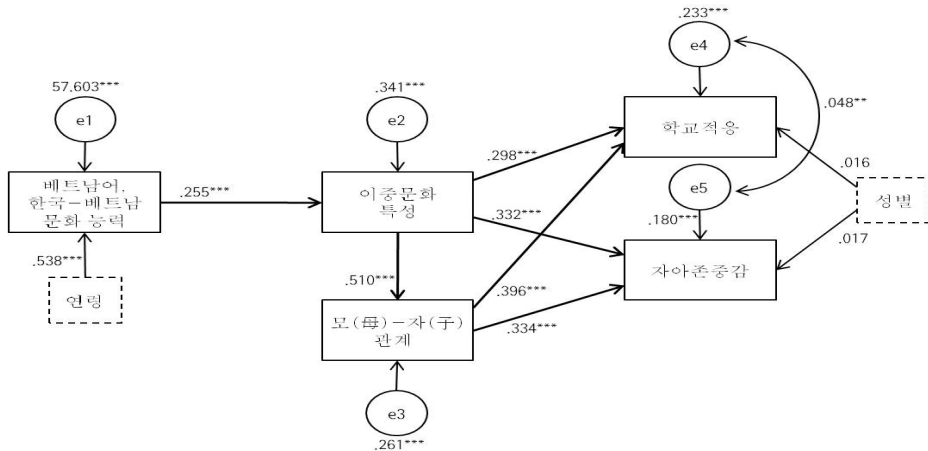 .233***
e4
57.603***
.341***
.048**
e1
e2
학교적응
.298***
.016
베트남어,
한국-베트남
문화 능력
.255***
이중문화
특성
e5
성별
.332***
.180***
.017
.538***
자아존중감
.510***
연령
.396***
모(母)-자(子)
관계
.334***
e3
.261***